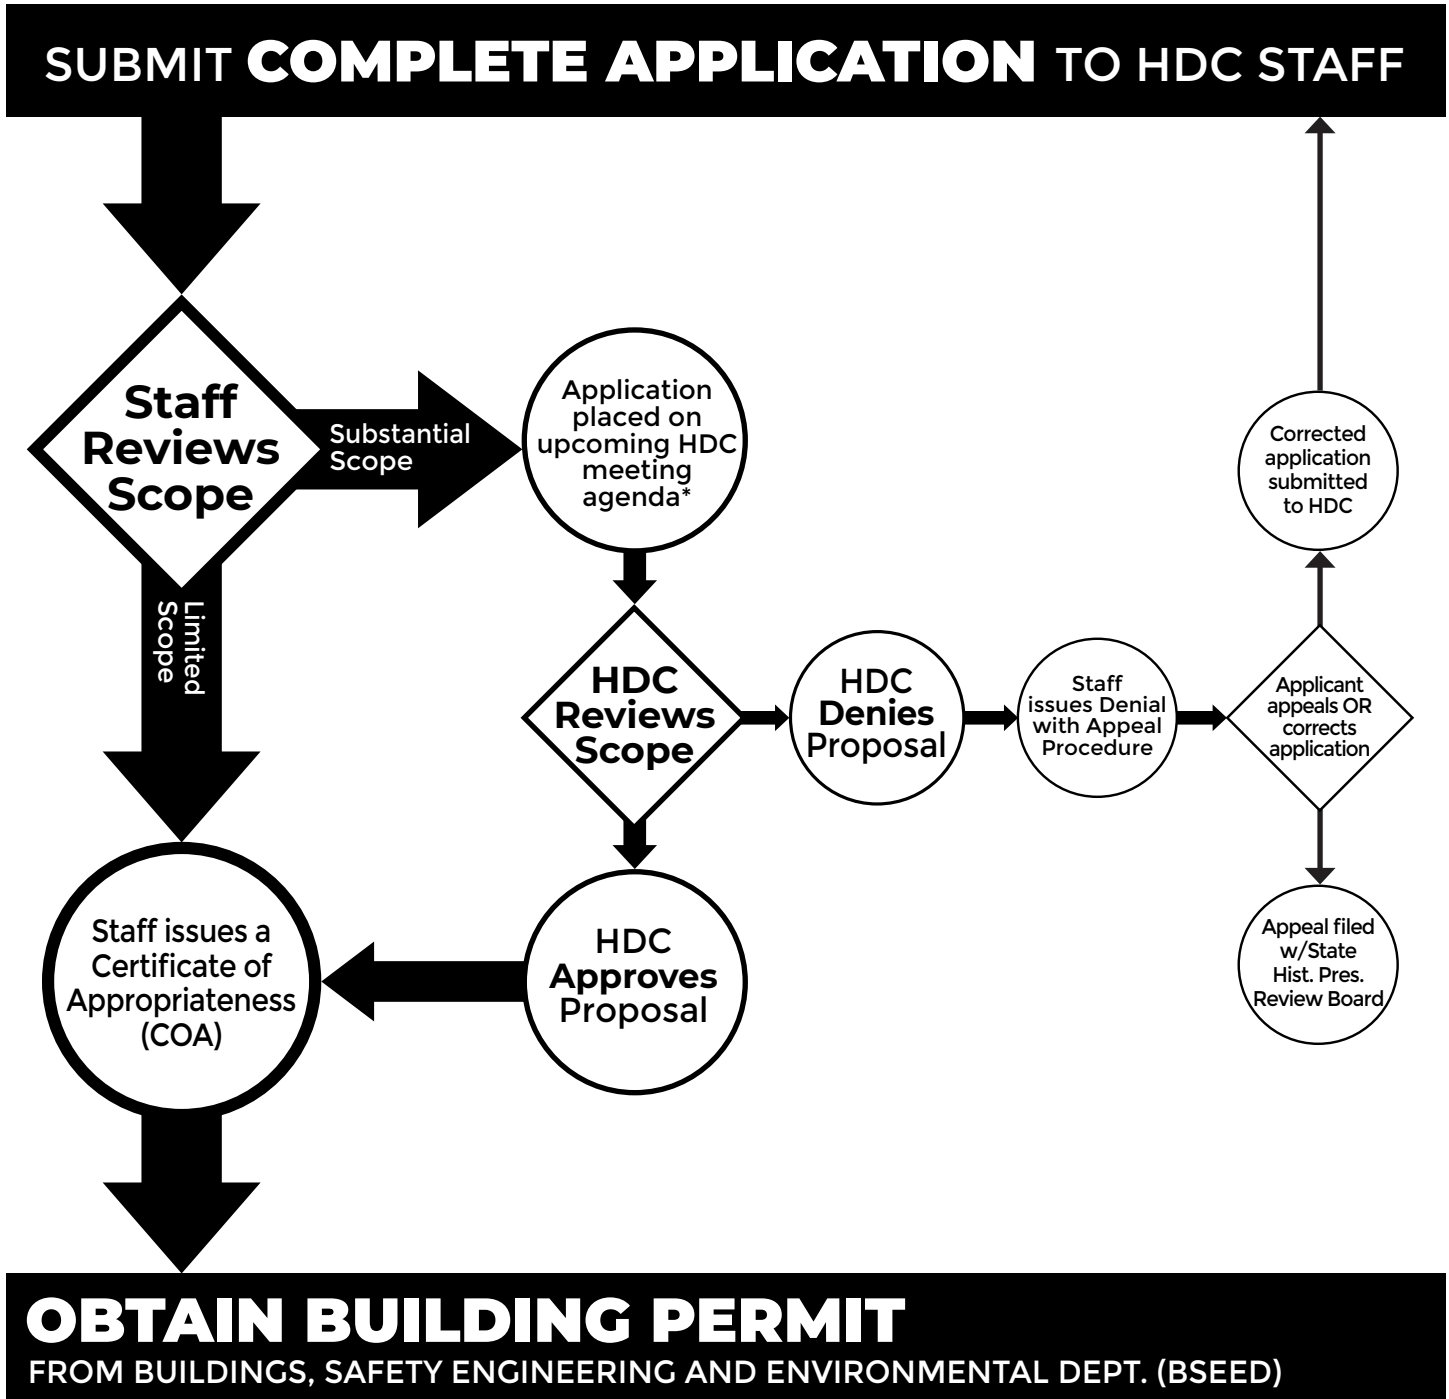 SUBMIT COMPLETE APPLICATION TO HDC STAFF
Staff
Reviews
Scope
Substantial
Scope
Application
placed on
upcoming HDC
meeting
agenda*
Corrected
application
submitted
to HDC
Limited
Scope
HDC
Reviews
Scope
HDC
Denies
Proposal
Staff
issues Denial
with Appeal
Procedure
Applicant
appeals OR
corrects
application
Staff issues a
Certificate of
Appropriateness
(COA)
HDC
Approves
Proposal
Appeal filed
w/State
Hist. Pres.
Review Board
OBTAIN BUILDING PERMIT
FROM BUILDINGS, SAFETY ENGINEERING AND ENVIRONMENTAL DEPT. (BSEED)